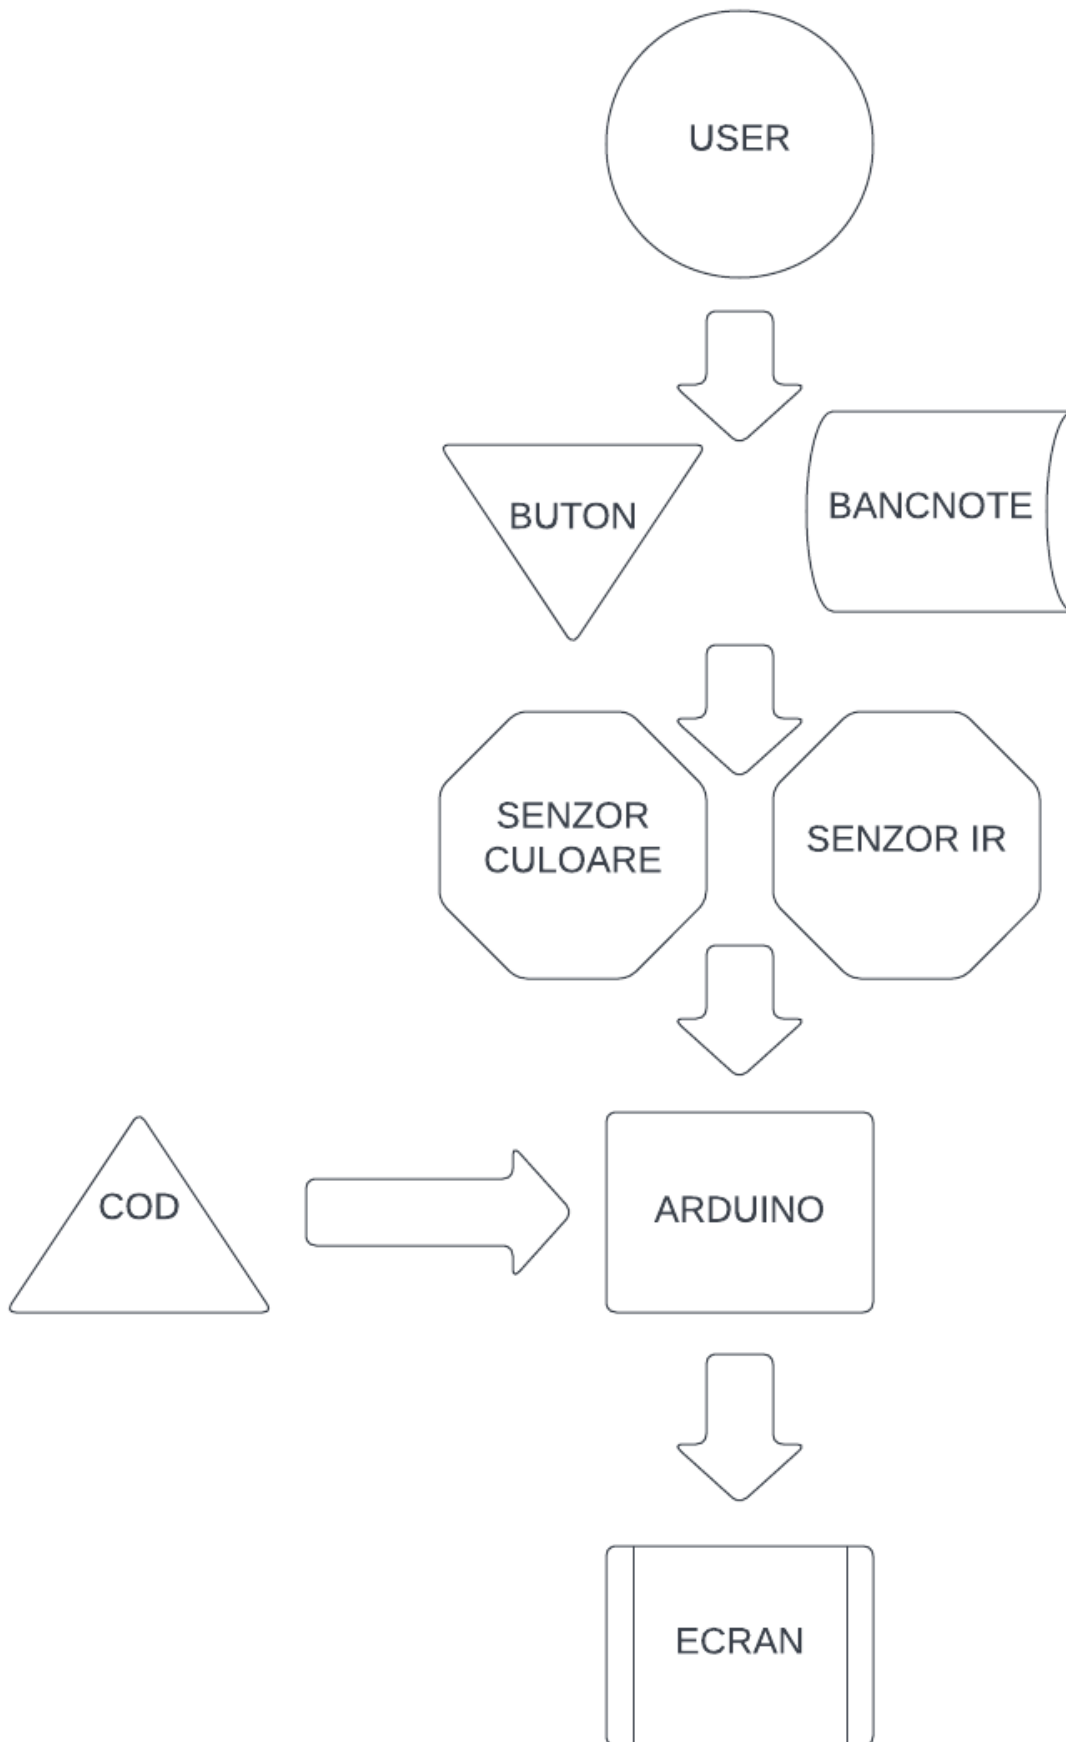 USER
BUTON
BANCNOTE
SENZOR
CULOARE
SENZOR IR
COD
ARDUINO
ECRAN